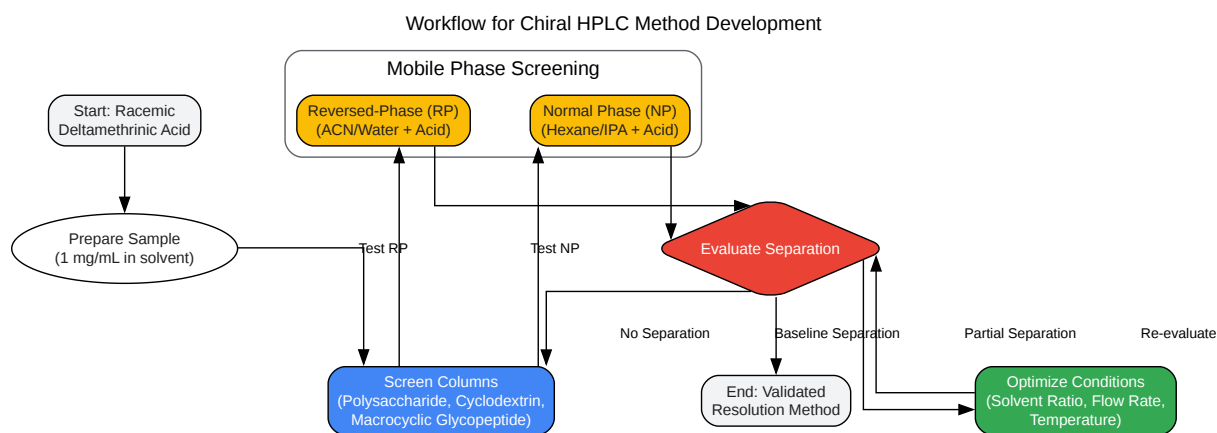 Workflow for Chiral HPLC Method Development
Mobile Phase Screening
Start: Racemic
Deltamethrinic Acid
Reversed-Phase (RP)
(ACN/Water + Acid)
Normal Phase (NP)
(Hexane/IPA + Acid)
Prepare Sample
(1 mg/mL in solvent)
Test RP
Test NP
Evaluate Separation
No Separation
Baseline Separation
Partial Separation
Re-evaluate
Screen Columns
(Polysaccharide, Cyclodextrin,
Macrocyclic Glycopeptide)
End: Validated
Resolution Method
Optimize Conditions
(Solvent Ratio, Flow Rate,
Temperature)